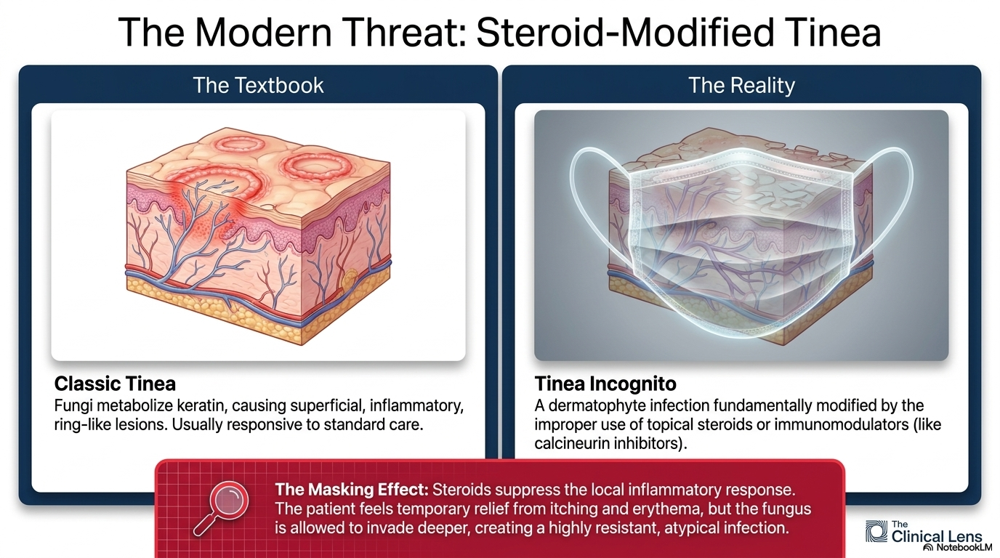 The Modern Threat: Steroid-Modified Tinea
The Textbook
Classic Tinea
Fungi metabolize keratin, causing superficial, inflammatory,
ring-like lesions. Usually responsive to standard care.
The Reality
Tinea Incognito
A dermatophyte infection fundamentally modified by the
improper use of topical steroids or immunomodulators (like
calcineurin inhibitors).
The Masking Effect: Steroids suppress the local inflammatory response.
The patient feels temporary relief from itching and erythema, but the fungus
is allowed to invade deeper, creating a highly resistant, atypical infection.
The
Clinical Lens
NotebookLM